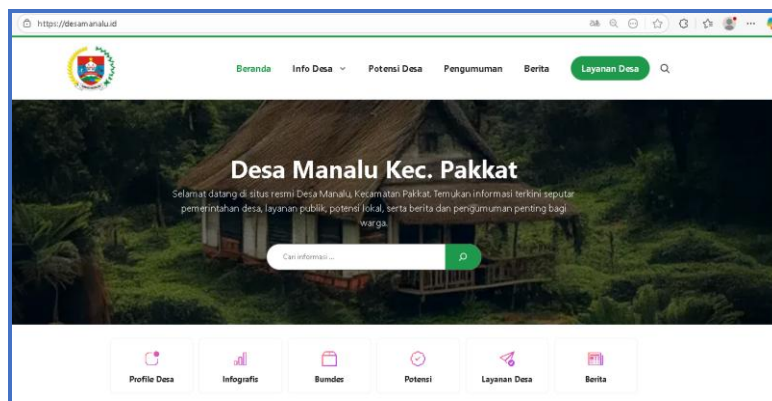 https://desamanalu.id
Beranda Info Desa Potensi Desa Pengumuman Berita Layanan Desa
Desa Manalu Kec. Pakkat
Selamat datang di situs resmi Desa Manalu, Kecamatan Pakkat. Temukan informasi terkini seputar
pemerintahan desa, layanan publik, potensi lokal, serta berita dan pengumuman penting bagi
warga.
Cari informasi ...
Profile Desa Infografis Bumdes Potensi Layanan Desa Berita